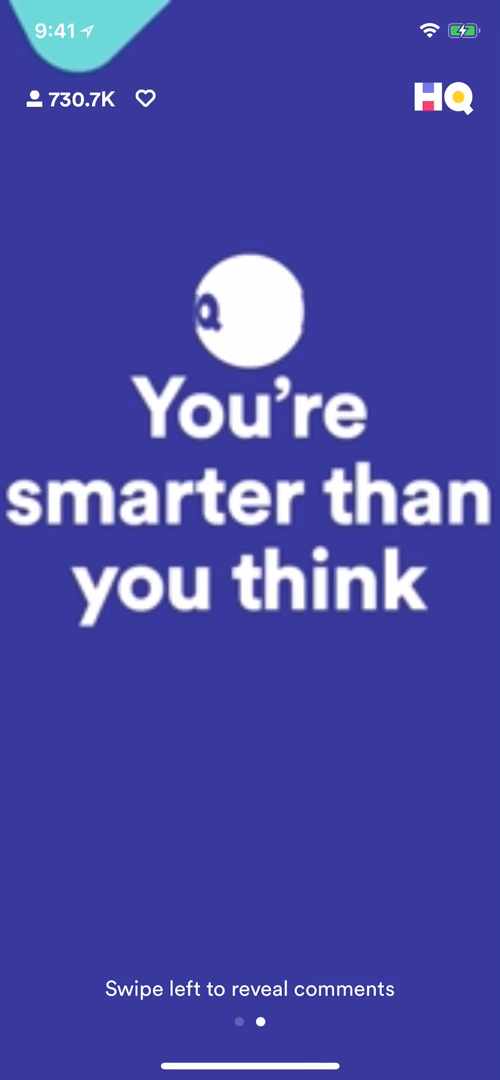 9:41
730.7K
HQ
Q
You're
smarter than
you think
Swipe left to reveal comments